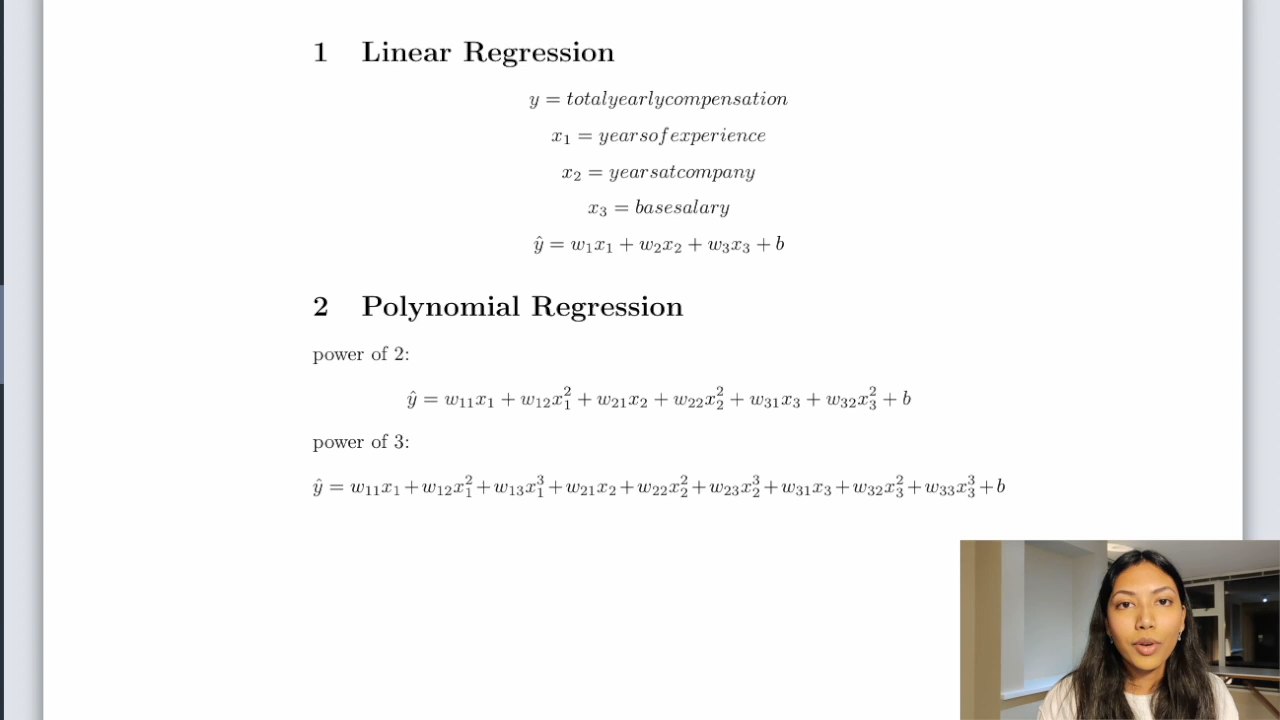 1 Linear Regression
y = totalyearlycompensation
x₁ = yearsofexperience
x₂ = yearsatcompany
x₃ = basesalary
ŷ = w₁x₁ + w₂x₂ + w₃x₃ + b
2 Polynomial Regression
power of 2:
ŷ = w₁₁x₁ + w₁₂x₁² + w₂₁x₂ + w₂₂x₂² + w₃₁x₃ + w₃₂x₃² + b
power of 3:
ŷ = w₁₁x₁ + w₁₂x₁² + w₁₃x₁³ + w₂₁x₂ + w₂₂x₂² + w₂₃x₂³ + w₃₁x₃ + w₃₂x₃² + w₃₃x₃³ + b